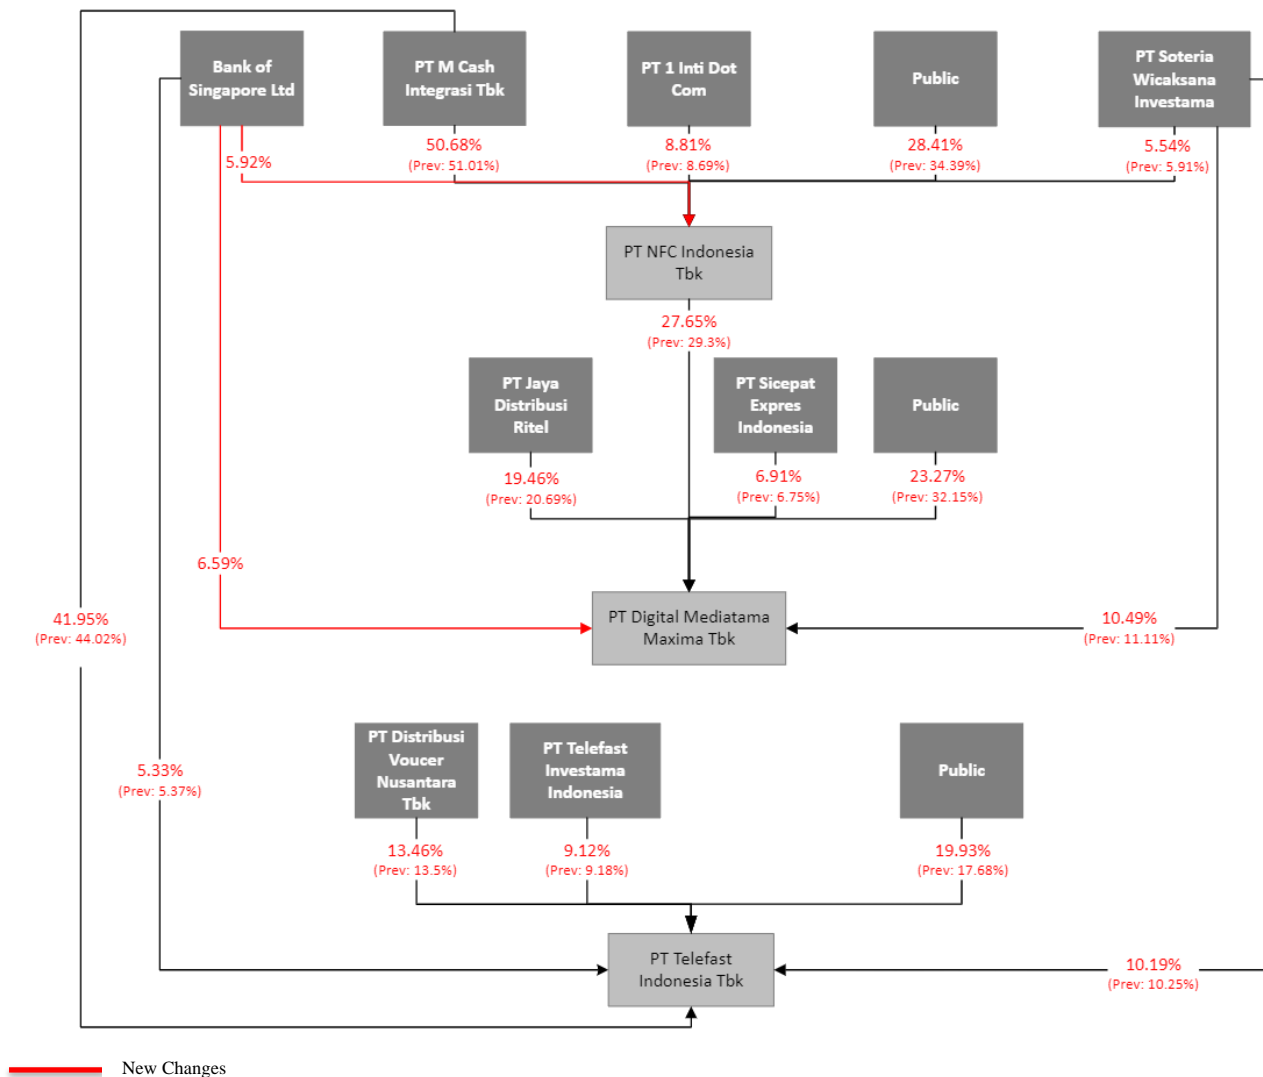 Bank of
Singapore Ltd
PT M Cash
Integrasi Tbk
PT 1 Inti Dot
Com
Public
PT Soteria
Wicaksana
Investama
5.92%
50.68%
(Prev: 51.01%)
8.81%
(Prev: 8.69%)
28.41%
(Prev: 34.39%)
5.54%
(Prev: 5.91%)
PT NFC Indonesia
Tbk
27.65%
(Prev: 29.3%)
PT Jaya
Distribusi
Ritel
PT Sicepat
Expres
Indonesia
Public
19.46%
(Prev: 20.69%)
6.91%
(Prev: 6.75%)
23.27%
(Prev: 32.15%)
6.59%
41.95%
(Prev: 44.02%)
PT Digital Mediatama
Maxima Tbk
10.49%
(Prev: 11.11%)
PT Distribusi
Voucer
Nusantara
Tbk
PT Telefast
Investama
Indonesia
Public
5.33%
(Prev: 5.37%)
13.46%
(Prev: 13.5%)
9.12%
(Prev: 9.18%)
19.93%
(Prev: 17.68%)
PT Telefast
Indonesia Tbk
10.19%
(Prev: 10.25%)
New Changes